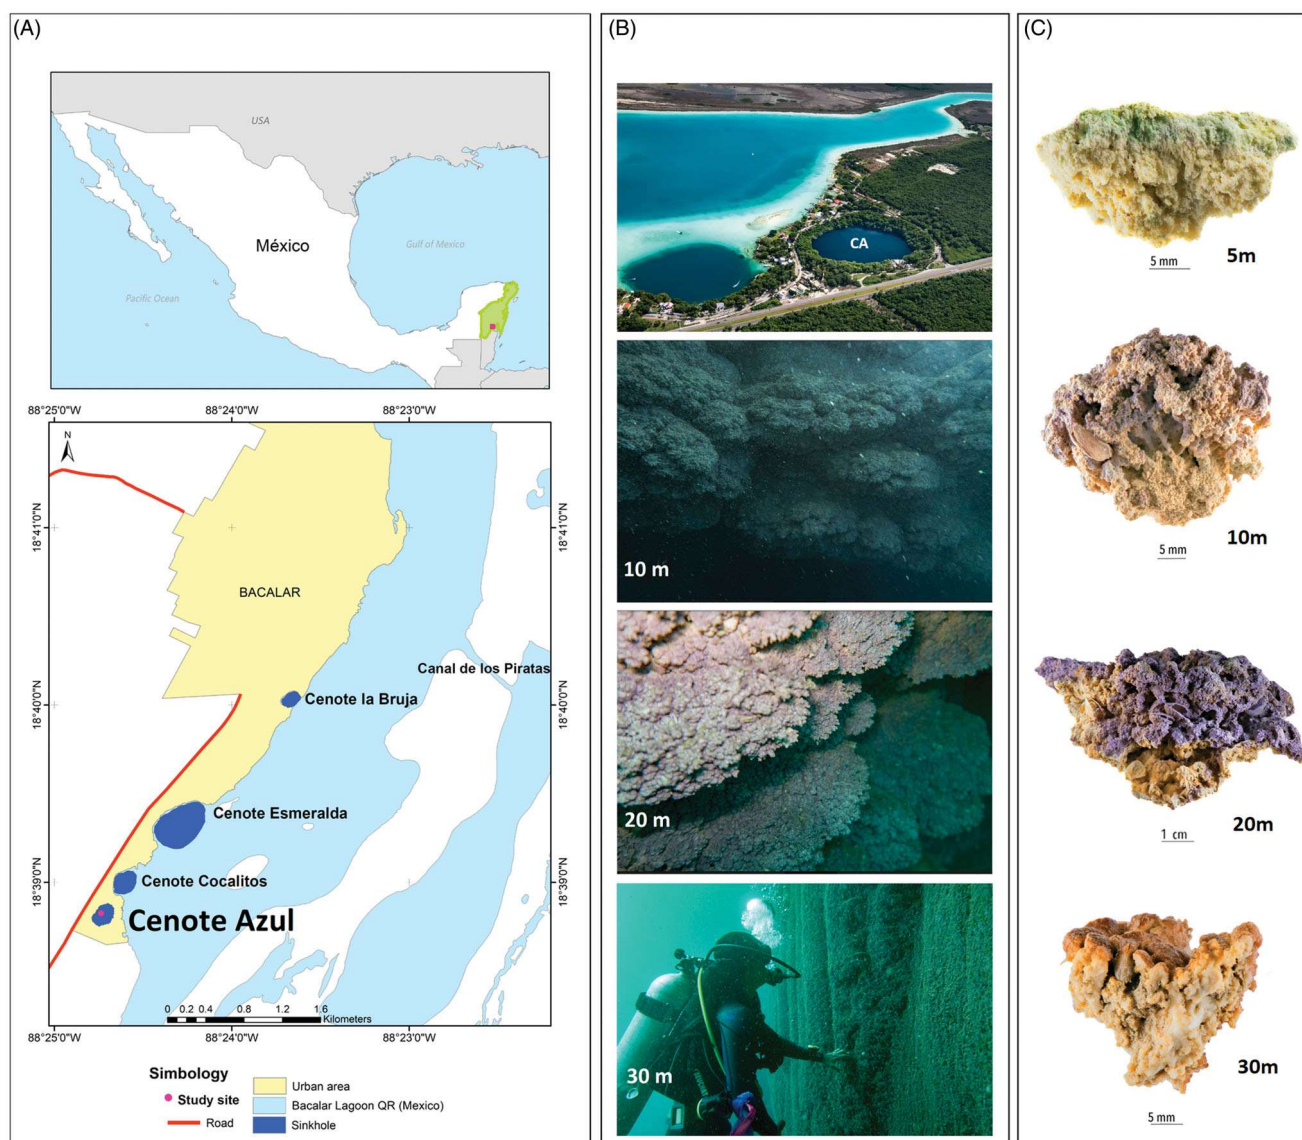 (A)
USA
México
Gulf of Mexico
Pacific Ocean
88°25'0"W 88°24'0"W 88°23'0"W
N
18°41'0"N 18°41'0"N
BACALAR
Canal de los Piratas
18°40'0"N 18°40'0"N
Cenote la Bruja
Cenote Esmeralda
18°39'0"N 18°39'0"N
Cenote Cocalitos
Cenote Azul
0 0.2 0.4 0.8 1.2 1.6
Kilometers
88°25'0"W 88°24'0"W 88°23'0"W
Simbology
Study site
Road
Urban area
Bacalar Lagoon QR (Mexico)
Sinkhole
(B)
CA
10 m
20 m
30 m
(C)
5 mm
5m
5 mm
10m
1 cm
20m
30m
5 mm